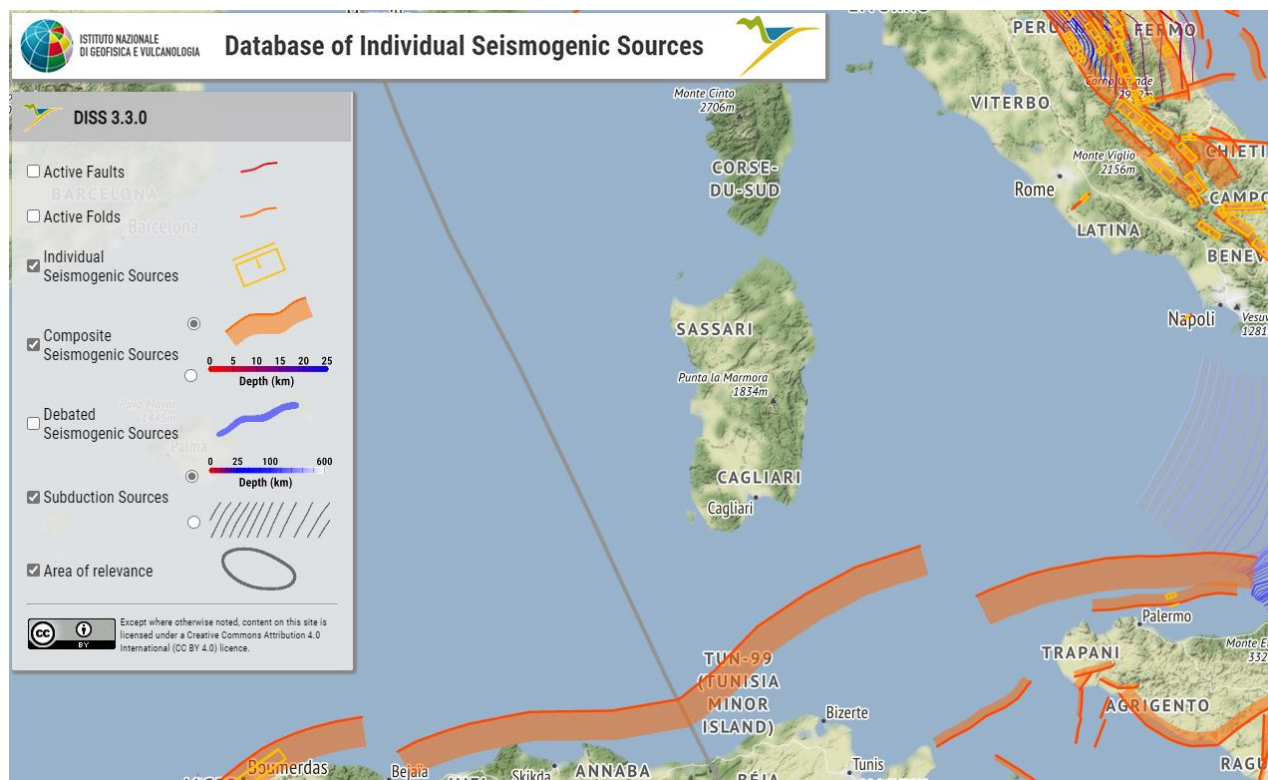 ISTITUTO NAZIONALE
DI GEOFISICA E VULCANOLOGIA
Database of Individual Seismogenic Sources
DISS 3.3.0
Active Faults
Active Folds
Individual
Seismogenic Sources
Composite
Seismogenic Sources
0 5 10 15 20 25
Depth (km)
Debated
Seismogenic Sources
0 25 100 600
Depth (km)
Subduction Sources
Area of relevance
cc
BY
Except where otherwise noted, content on this site is
licensed under a Creative Commons Attribution 4.0
International (CC BY 4.0) licence.
BARCELONA
Barcelona
Palma
Monte Cinto
2706m
CORSE-
DU-SUD
SASSARI
Punta la Marmora
1834m
CAGLIARI
Cagliari
FERMO
VITERBO
Monte Viglio
2156m
CHIETI
Rome
LATINA
CAMPO
BENEV
Napoli
Vesuv
1281
Palermo
TRAPANI
Monte E
332
AGRIGENTO
RAGU
TUN-99
(TUNISIA
MINOR
ISLAND)
Bizerte
Tunis
BÉJA
ANNABA
Skikda
Bejaïa
Boumerdas